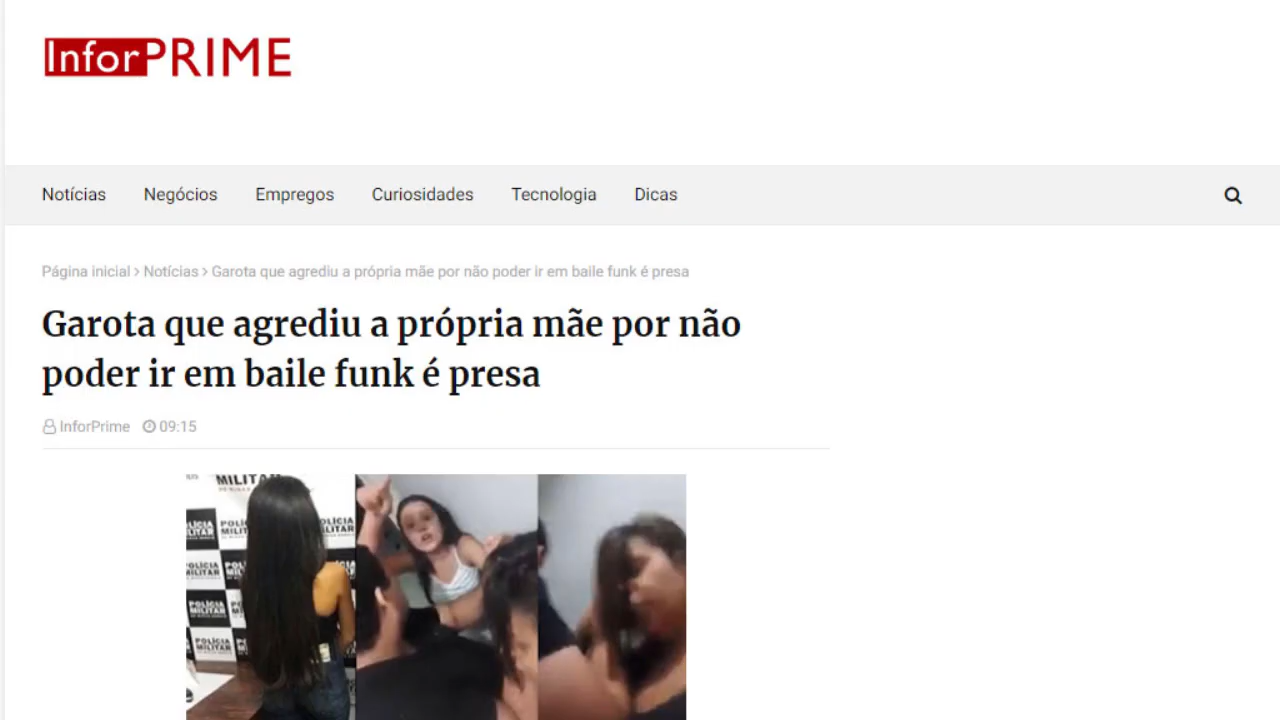 InforPRIME
Notícias Negócios Empregos Curiosidades Tecnologia Dicas
Página inicial > Notícias > Garota que agrediu a própria mãe por não poder ir em baile funk é presa
Garota que agrediu a própria mãe por não
poder ir em baile funk é presa
InforPrime 09:15
POLÍCIA
MILITAR
POLÍCIA
MILITAR